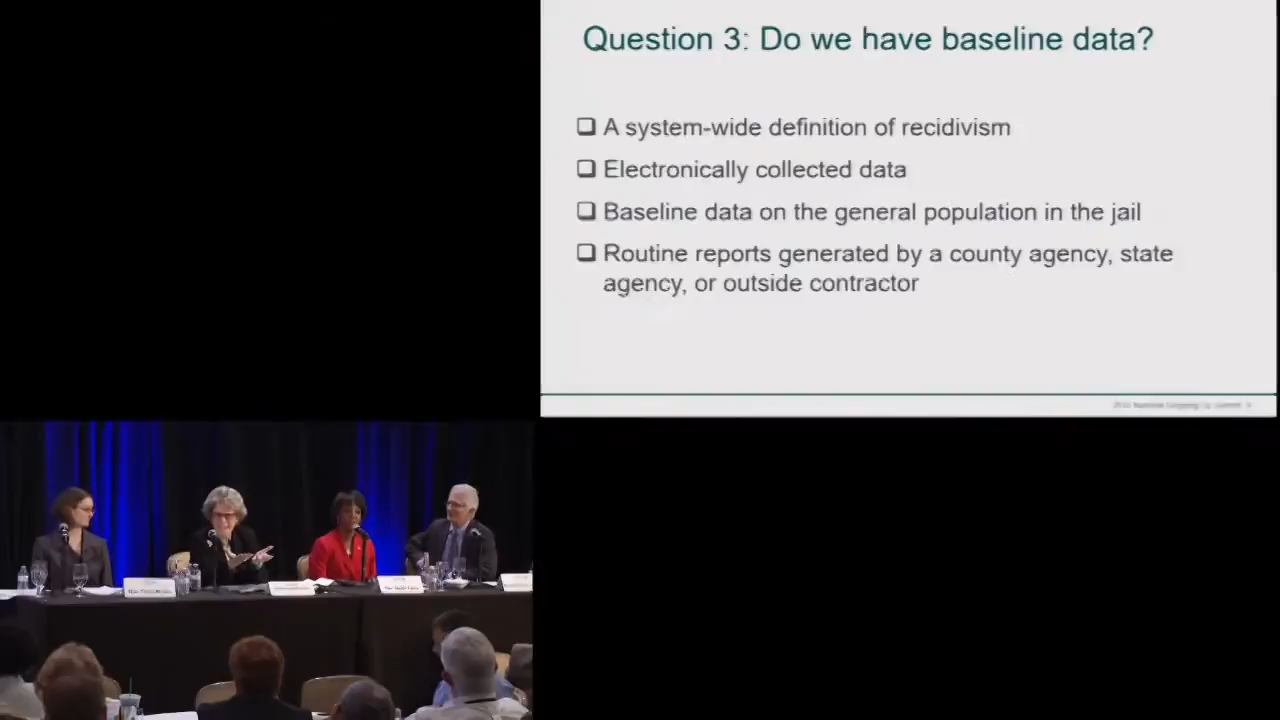 Question 3: Do we have baseline data?
❑ A system-wide definition of recidivism
❑ Electronically collected data
❑ Baseline data on the general population in the jail
❑ Routine reports generated by a county agency, state
agency, or outside contractor